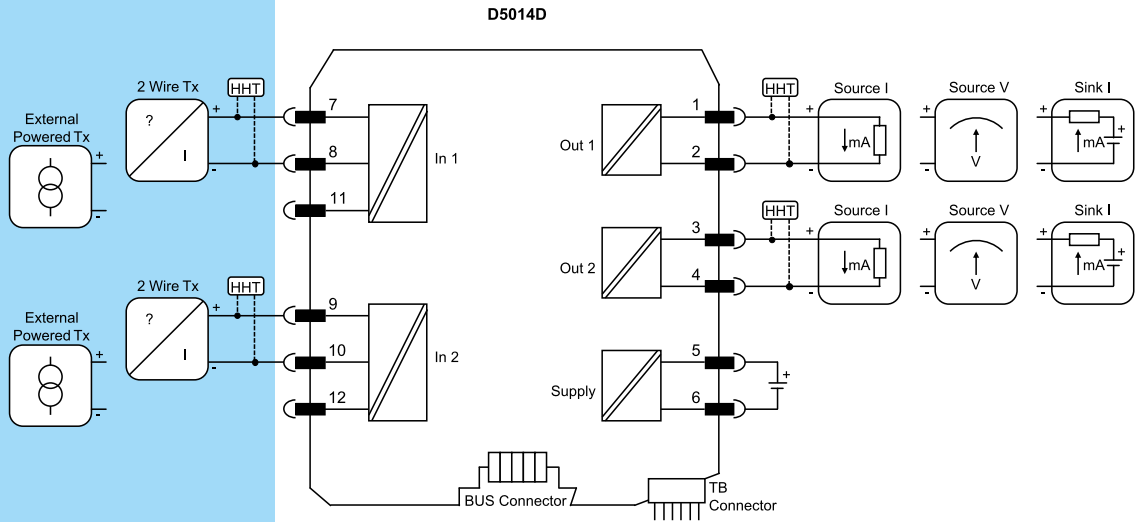 D5014D
2 Wire Tx
HHT
External
Powered Tx
?
I
+
-
+
-
7
8
11
In 1
2 Wire Tx
HHT
External
Powered Tx
?
I
+
-
+
-
9
10
12
In 2
Out 1
1
2
HHT
Source I
+
-
mA
Source V
+
-
V
Sink I
+
-
mA
+
Out 2
3
4
HHT
Source I
+
-
mA
Source V
+
-
V
Sink I
+
-
mA
+
Supply
5
6
+
BUS Connector
TB
Connector